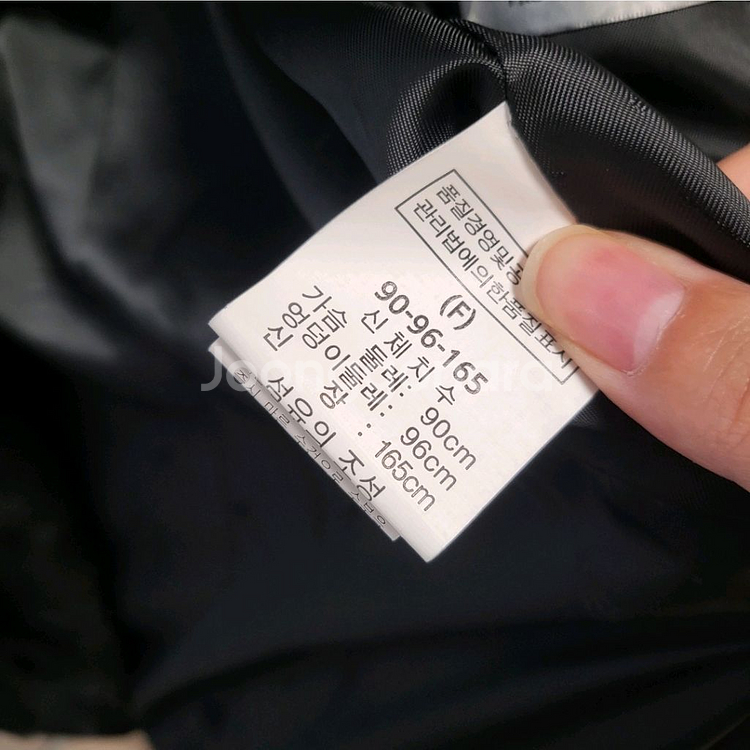 품질경영및
관리법에의한품질표시
(F)
90-96-165
신 체 치 수
가슴 둘레: 90cm
엉덩이둘레: 96cm
신 장 : 165cm
섬유의 조성